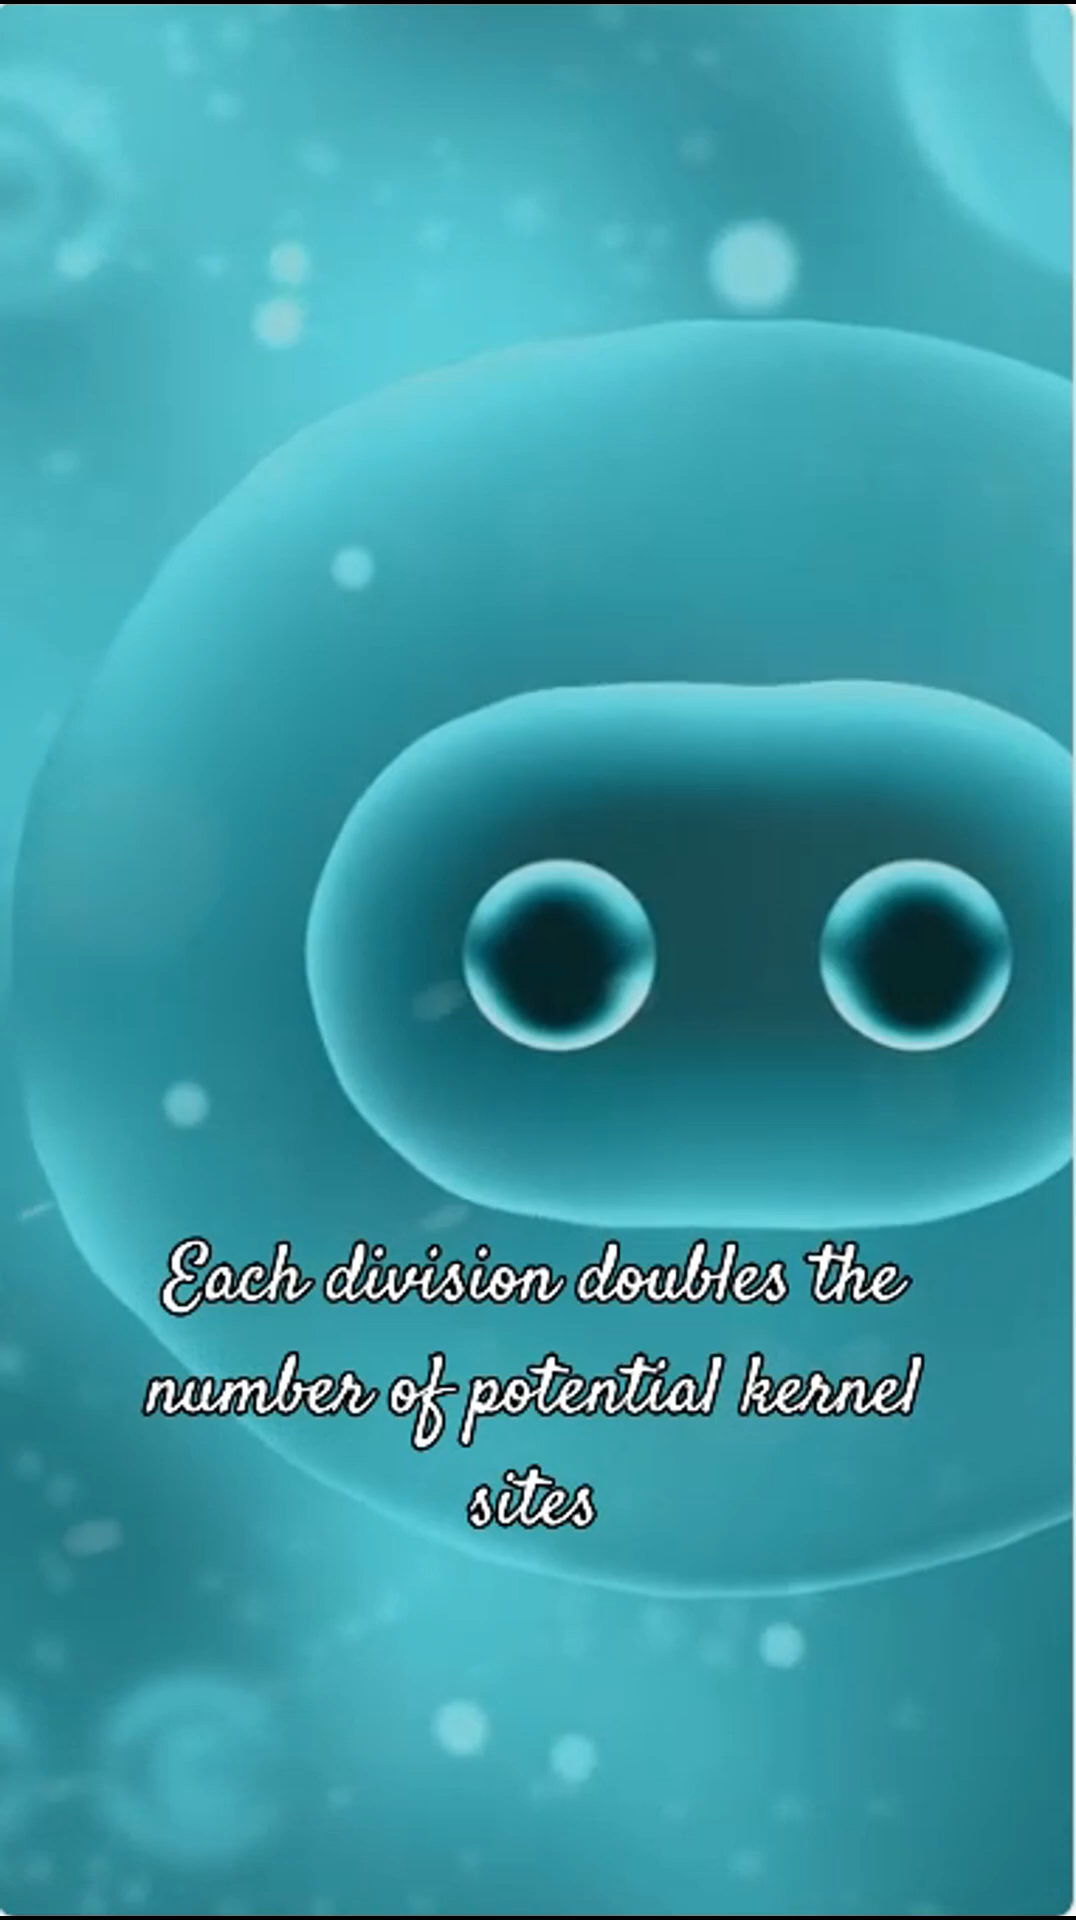 Each division doubles the
number of potential kernel
sites